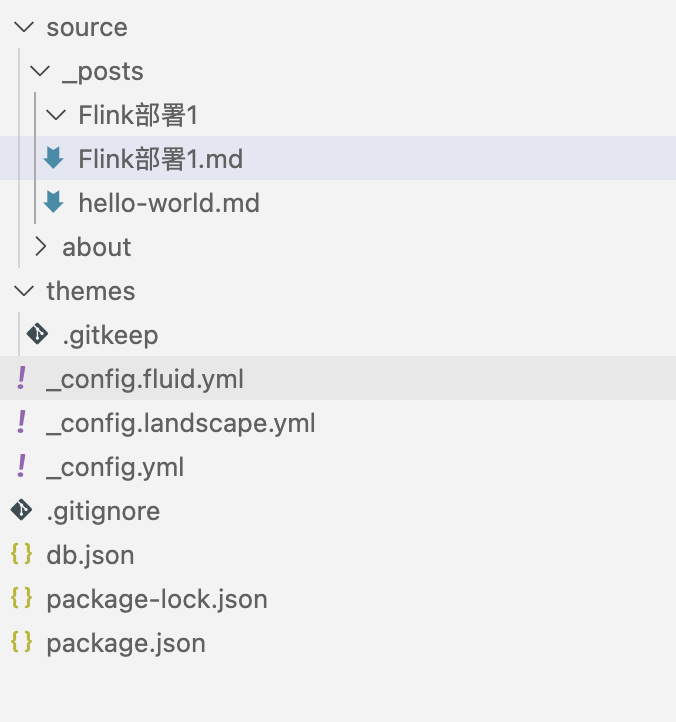 source
_posts
Flink部署1
Flink部署1.md
hello-world.md
about
themes
.gitkeep
_config.fluid.yml
_config.landscape.yml
_config.yml
.gitignore
db.json
package-lock.json
package.json